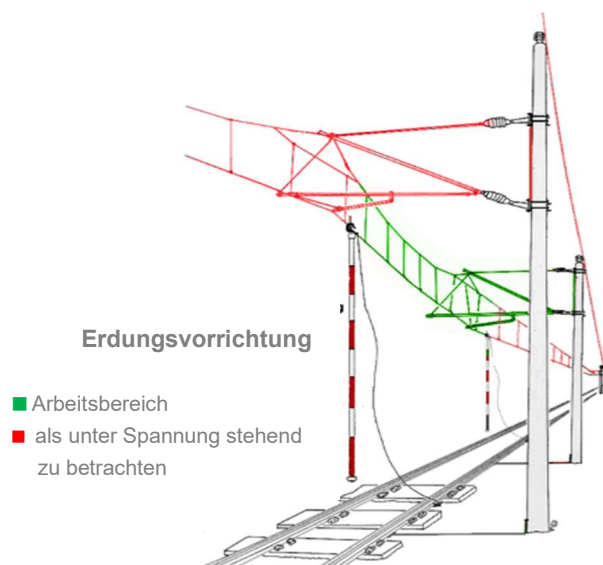 Erdungsvorrichtung
Arbeitsbereich
als unter Spannung stehend
zu betrachten